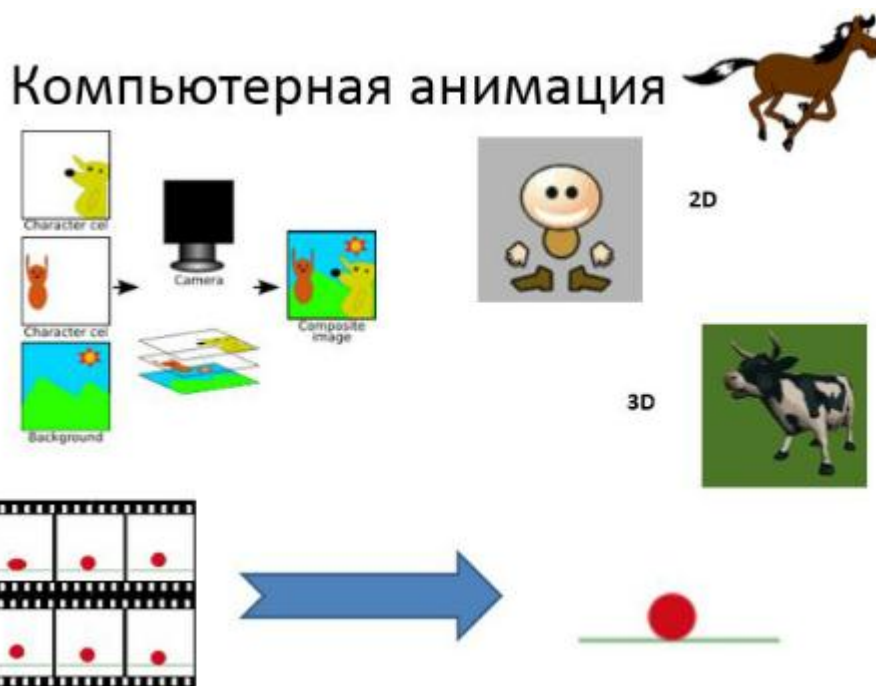 Компьютерная анимация
Character cel
Camera
Character cel
Composite
image
Background
2D
3D